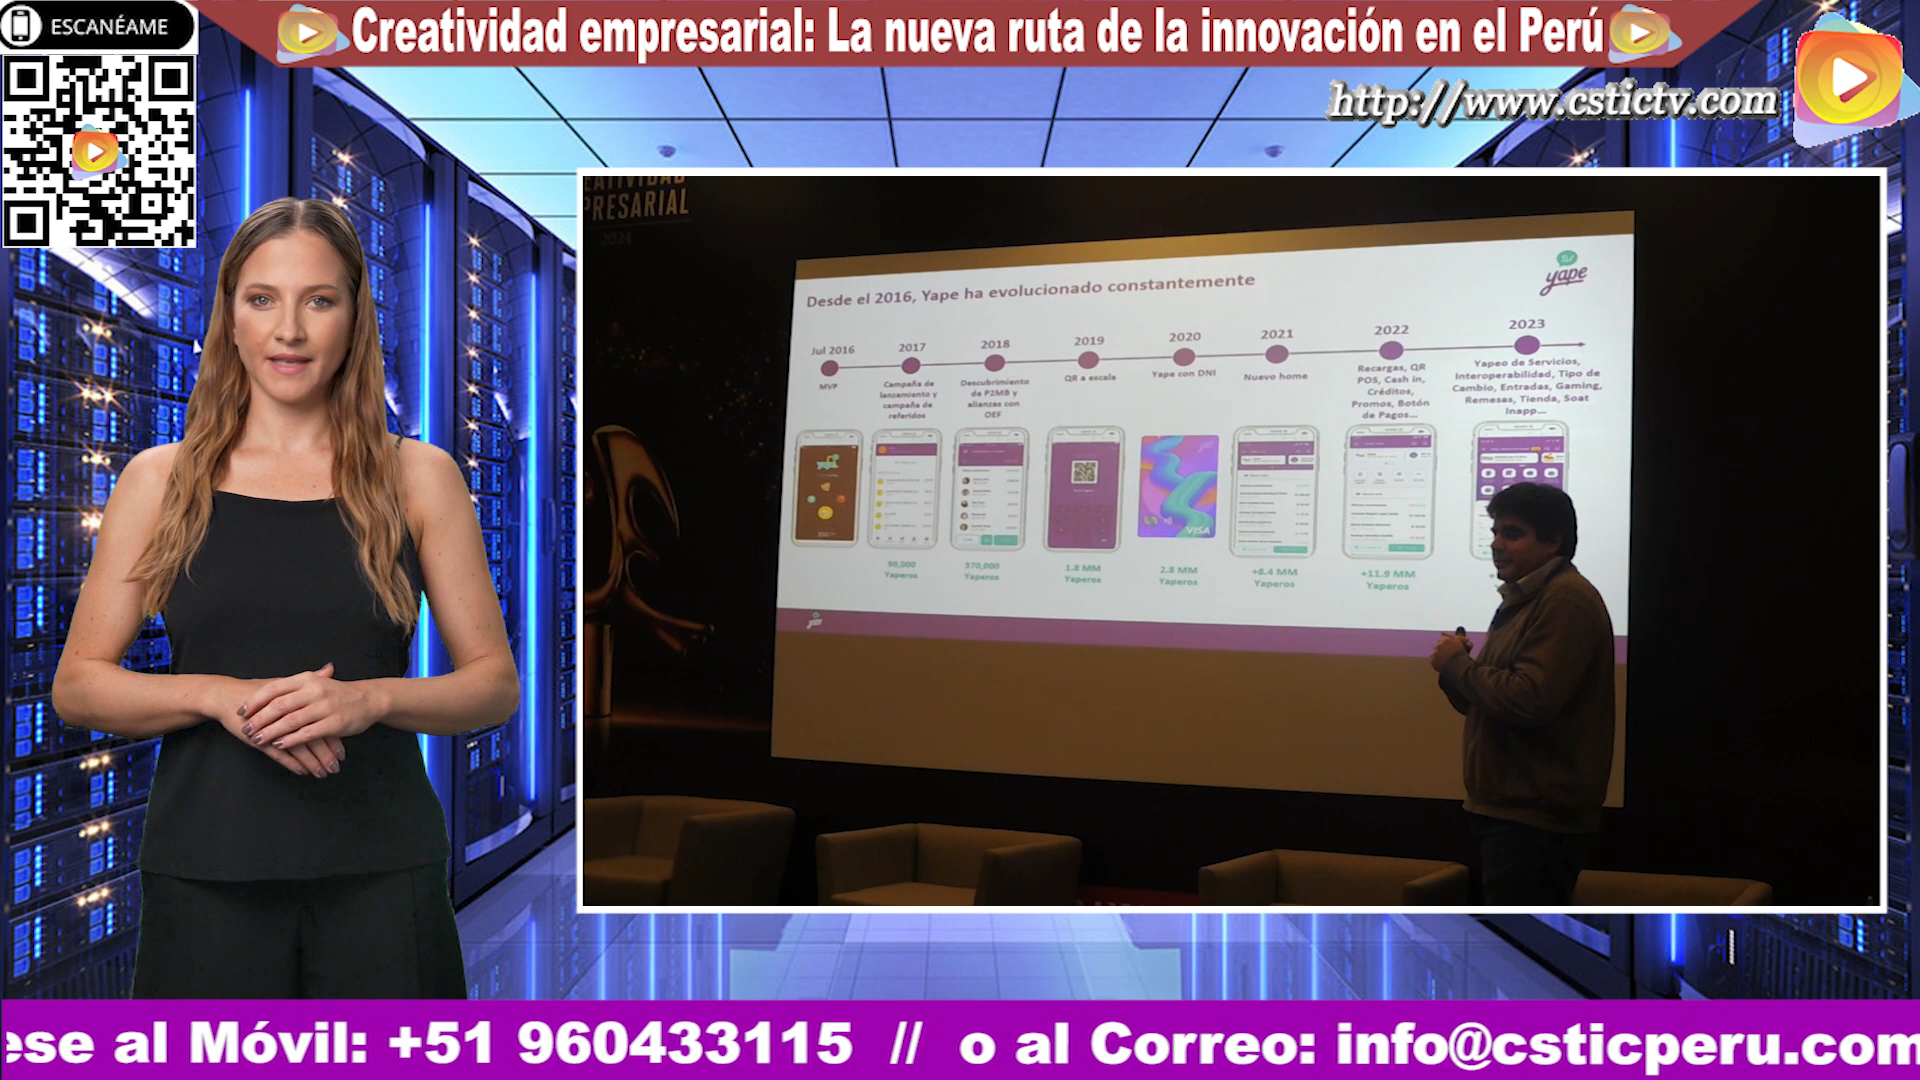 ESCANÉAME
Creatividad empresarial: La nueva ruta de la innovación en el Perú
http://www.cstictv.com
PRESARIAL
2024
Desde el 2016, Yape ha evolucionado constantemente
S/
yape
Jul 2016
MVP
2017
Campaña de
lanzamiento y
campaña de
referidos
2018
Descubrimiento
de P2MB y
alianzas con
OEF
2019
QR a escala
2020
Yape con DNI
2021
Nuevo home
2022
Recargas, QR
POS, Cash in,
Créditos,
Promos, Botón
de Pagos...
2023
Yapeo de Servicios,
Interoperabilidad, Tipo de
Cambio, Entradas, Gaming,
Remesas, Tienda, Soat
Inapp...
VISA
90,000
Yaperos
370,000
Yaperos
1.8 MM
Yaperos
2.8 MM
Yaperos
+8.4 MM
Yaperos
+11.9 MM
Yaperos
ese al Móvil: +51 960433115 // o al Correo: info@csticperu.com